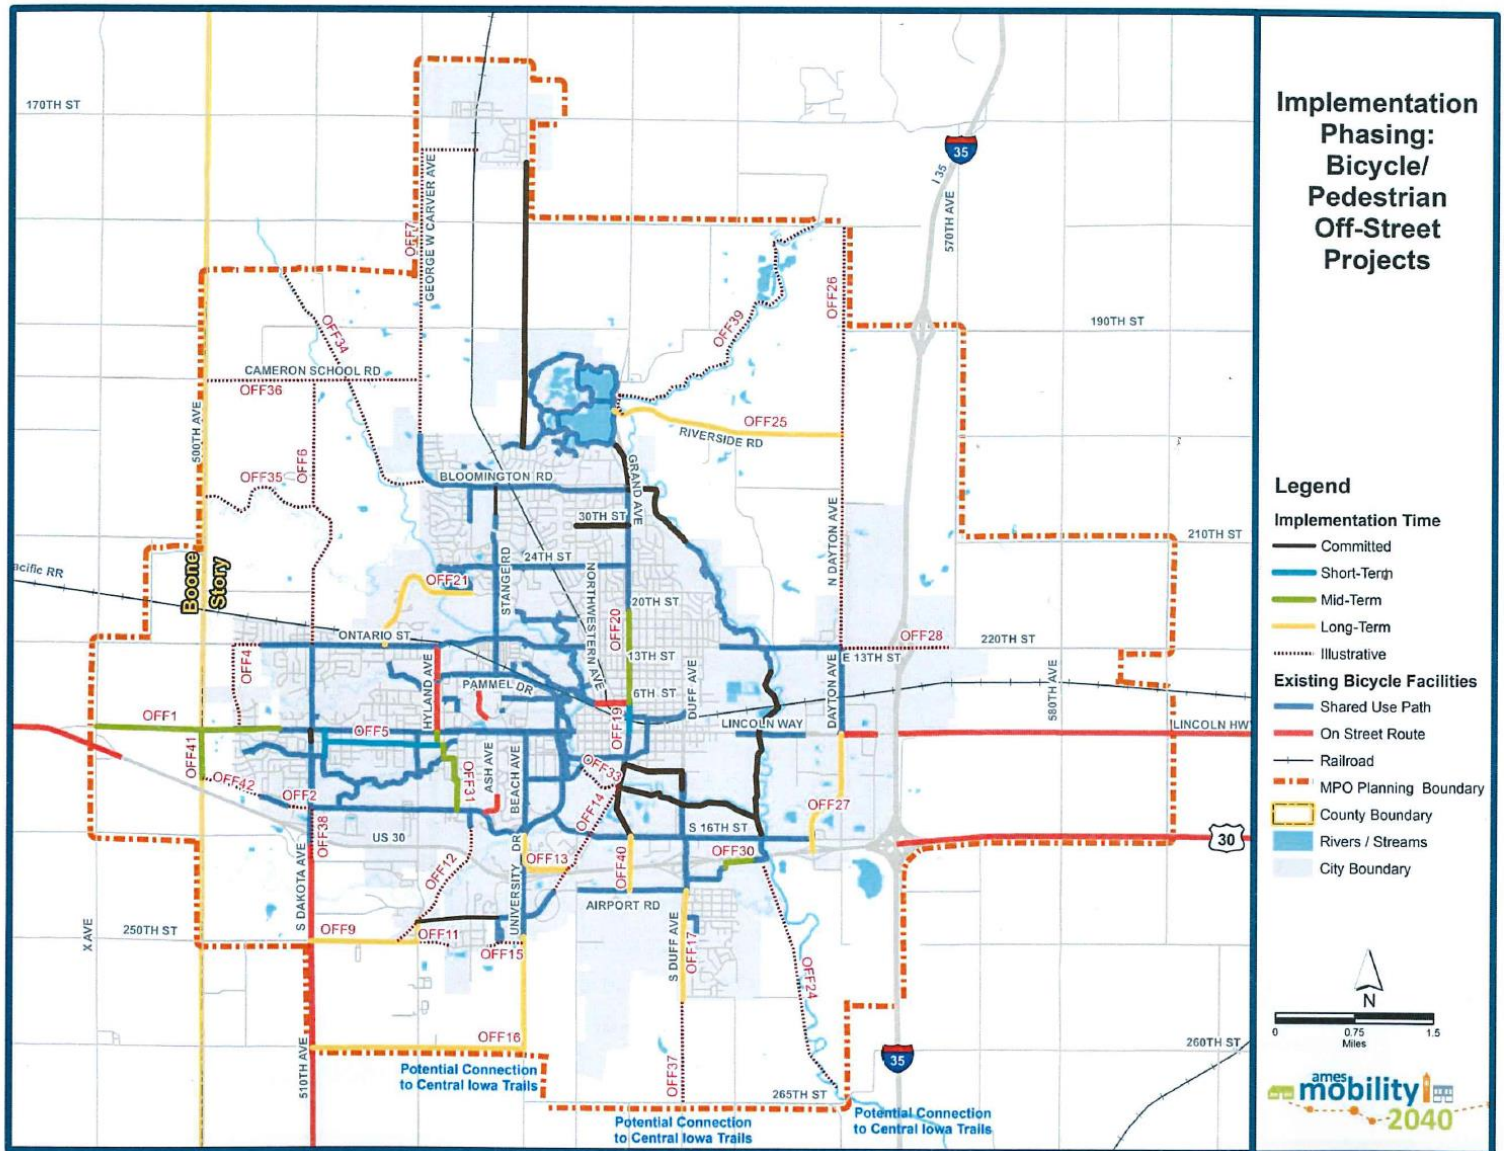 Implementation
Phasing:
Bicycle/
Pedestrian
Off-Street
Projects
Legend
Implementation Time
Committed
Short-Term
Mid-Term
Long-Term
Illustrative
Existing Bicycle Facilities
Shared Use Path
On Street Route
Railroad
MPO Planning Boundary
County Boundary
Rivers / Streams
City Boundary
N
0 0.75 1.5
Miles
ames
mobility
2040
170TH ST
35
I 35
570TH AVE
GEORGE W CARVER AVE
OFF7
OFF26
OFF39
190TH ST
OFF34
CAMERON SCHOOL RD
OFF36
500TH AVE
OFF6
OFF35
OFF25
RIVERSIDE RD
BLOOMINGTON RD
GRAND AVE
30TH ST
N DAYTON AVE
210TH ST
24TH ST
STANGE RD
NORTHWESTERN AVE
OFF21
acific RR
Boone
Story
20TH ST
OFF20
ONTARIO ST
13TH ST
E 13TH ST
OFF28
220TH ST
OFF4
HYLAND AVE
PAMMEL DR
6TH ST
DUFF AVE
DAYTON AVE
580TH AVE
OFF1
OFF5
OFF19
LINCOLN WAY
LINCOLN HW
OFF41
OFF42
OFF2
OFF31
ASH AVE
BEACH AVE
OFF33
OFF14
OFF27
OFF38
US 30
S 16TH ST
30
S DAKOTA AVE
OFF12
UNIVERSITY DR
OFF13
OFF40
OFF30
AIRPORT RD
X AVE
250TH ST
OFF9
OFF11
OFF15
S DUFF AVE
OFF17
OFF24
OFF16
510TH AVE
OFF37
35
260TH ST
265TH ST
Potential Connection
to Central Iowa Trails
Potential Connection
to Central Iowa Trails
Potential Connection
to Central Iowa Trails